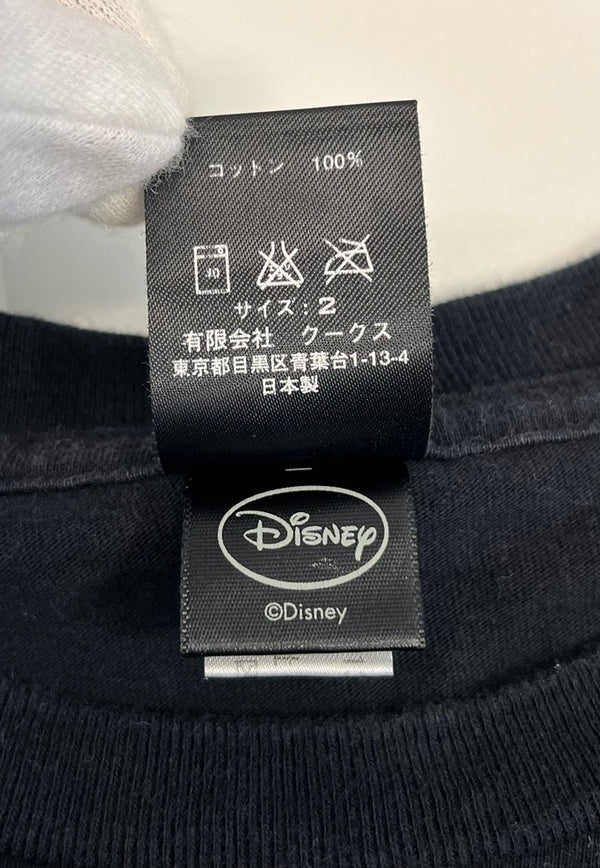 コットン 100%
40
サイズ: 2
有限会社 クークス
東京都目黒区青葉台1-13-4
日本製
Disney
©Disney